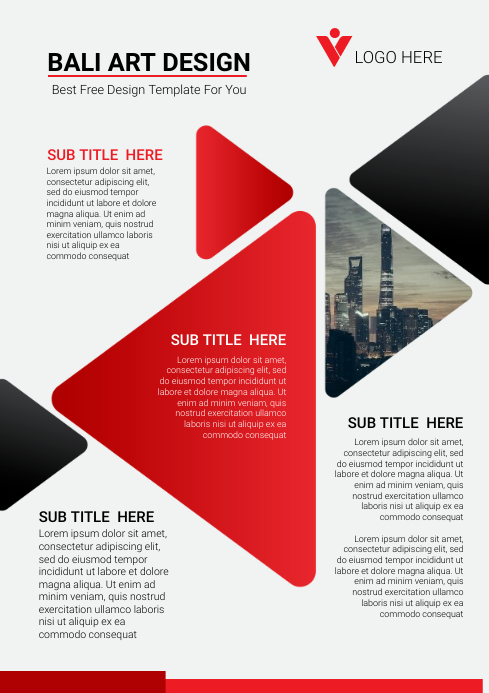 BALI ART DESIGN
Best Free Design Template For You
LOGO HERE
SUB TITLE HERE
Lorem ipsum dolor sit amet,
consectetur adipiscing elit,
sed do eiusmod tempor
incididunt ut labore et dolore
magna aliqua. Ut enim ad
minim veniam, quis nostrud
exercitation ullamco laboris
nisi ut aliquip ex ea
commodo consequat
SUB TITLE HERE
Lorem ipsum dolor sit amet,
consectetur adipiscing elit, sed
do eiusmod tempor incididunt ut
labore et dolore magna aliqua. Ut
enim ad minim veniam, quis
nostrud exercitation ullamco
laboris nisi ut aliquip ex ea
commodo consequat
SUB TITLE HERE
Lorem ipsum dolor sit amet,
consectetur adipiscing elit, sed
do eiusmod tempor incididunt ut
labore et dolore magna aliqua. Ut
enim ad minim veniam, quis
nostrud exercitation ullamco
laboris nisi ut aliquip ex ea
commodo consequat
Lorem ipsum dolor sit amet,
consectetur adipiscing elit, sed
do eiusmod tempor incididunt ut
labore et dolore magna aliqua. Ut
enim ad minim veniam, quis
nostrud exercitation ullamco
laboris nisi ut aliquip ex ea
commodo consequat
SUB TITLE HERE
Lorem ipsum dolor sit amet,
consectetur adipiscing elit,
sed do eiusmod tempor
incididunt ut labore et dolore
magna aliqua. Ut enim ad
minim veniam, quis nostrud
exercitation ullamco laboris
nisi ut aliquip ex ea
commodo consequat